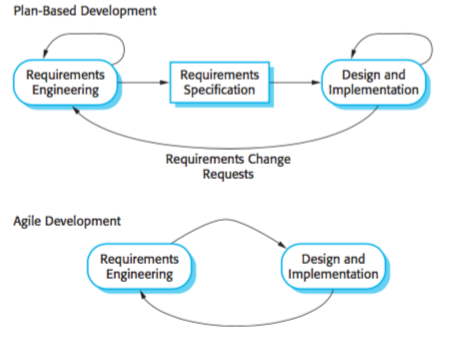 Plan-Based Development
Requirements
Engineering
Requirements
Specification
Design and
Implementation
Requirements Change
Requests
Agile Development
Requirements
Engineering
Design and
Implementation